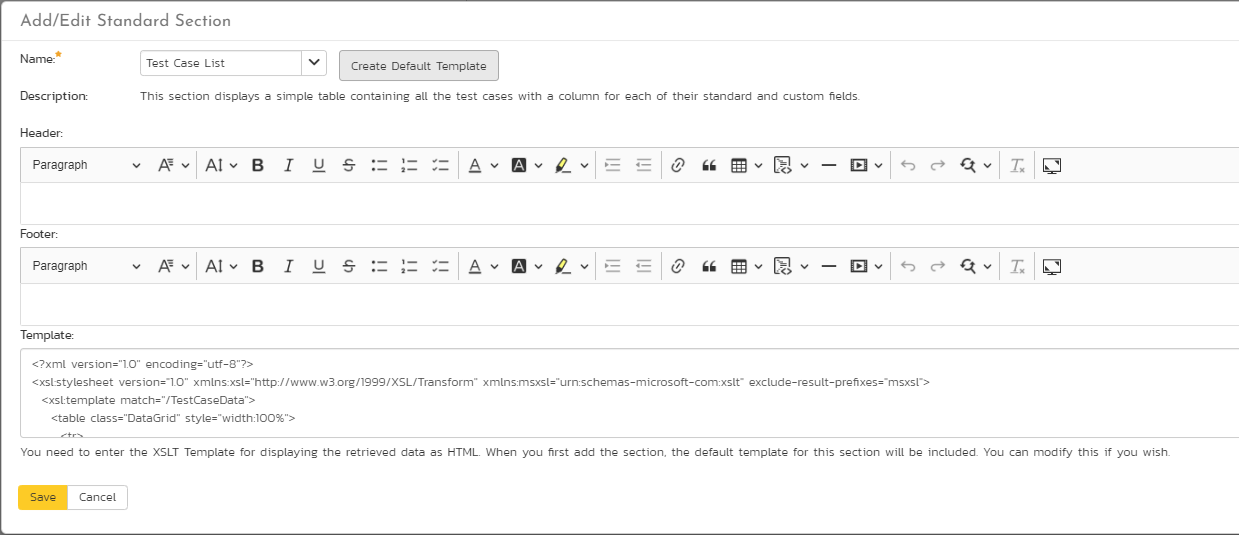 Add/Edit Standard Section
Name:*
Test Case List
Create Default Template
Description:
This section displays a simple table containing all the test cases with a column for each of their standard and custom fields.
Header:
Paragraph
Footer:
Paragraph
Template:
<?xml version="1.0" encoding="utf-8"?>
<xsl:stylesheet version="1.0" xmlns:xsl="http://www.w3.org/1999/XSL/Transform" xmlns:msxsl="urn:schemas-microsoft-com:xslt" exclude-result-prefixes="msxsl">
<xsl:template match="/TestCaseData">
<table class="DataGrid" style="width:100%">
<tr>
You need to enter the XSLT Template for displaying the retrieved data as HTML. When you first add the section, the default template for this section will be included. You can modify this if you wish.
Save
Cancel